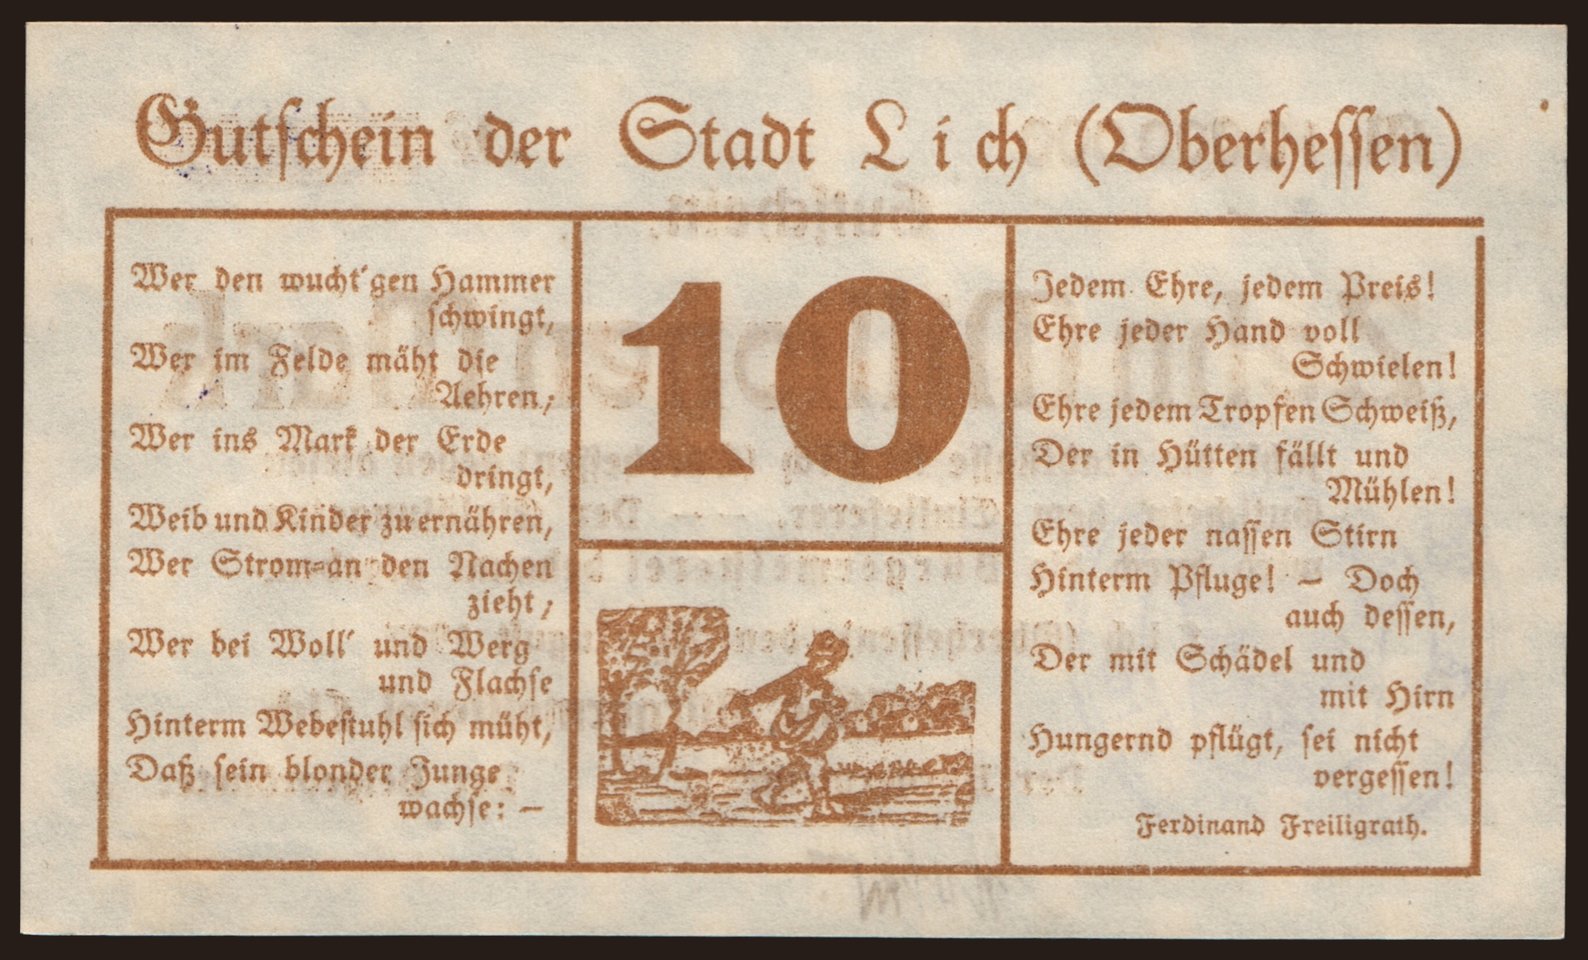 Gutschein der Stadt Lich (Oberhessen)
Wer den wucht'gen Hammer
schwingt,
Wer im Felde mäht die
Aehren,
Wer ins Mark der Erde
dringt,
Weib und Kinder zu ernähren,
Wer Strom-an den Nachen
zieht,
Wer bei Woll' und Werg
und Flachse
Hinterm Webestuhl sich müht,
Daß sein blonder Junge
wachse: —
10
Jedem Ehre, jedem Preis!
Ehre jeder Hand voll
Schwielen!
Ehre jedem Tropfen Schweiß,
Der in Hütten fällt und
Mühlen!
Ehre jeder nassen Stirn
Hinterm Pfluge! — Doch
auch dessen,
Der mit Schädel und
mit Hirn
Hungernd pflügt, sei nicht
vergessen!
Ferdinand Freiligrath.